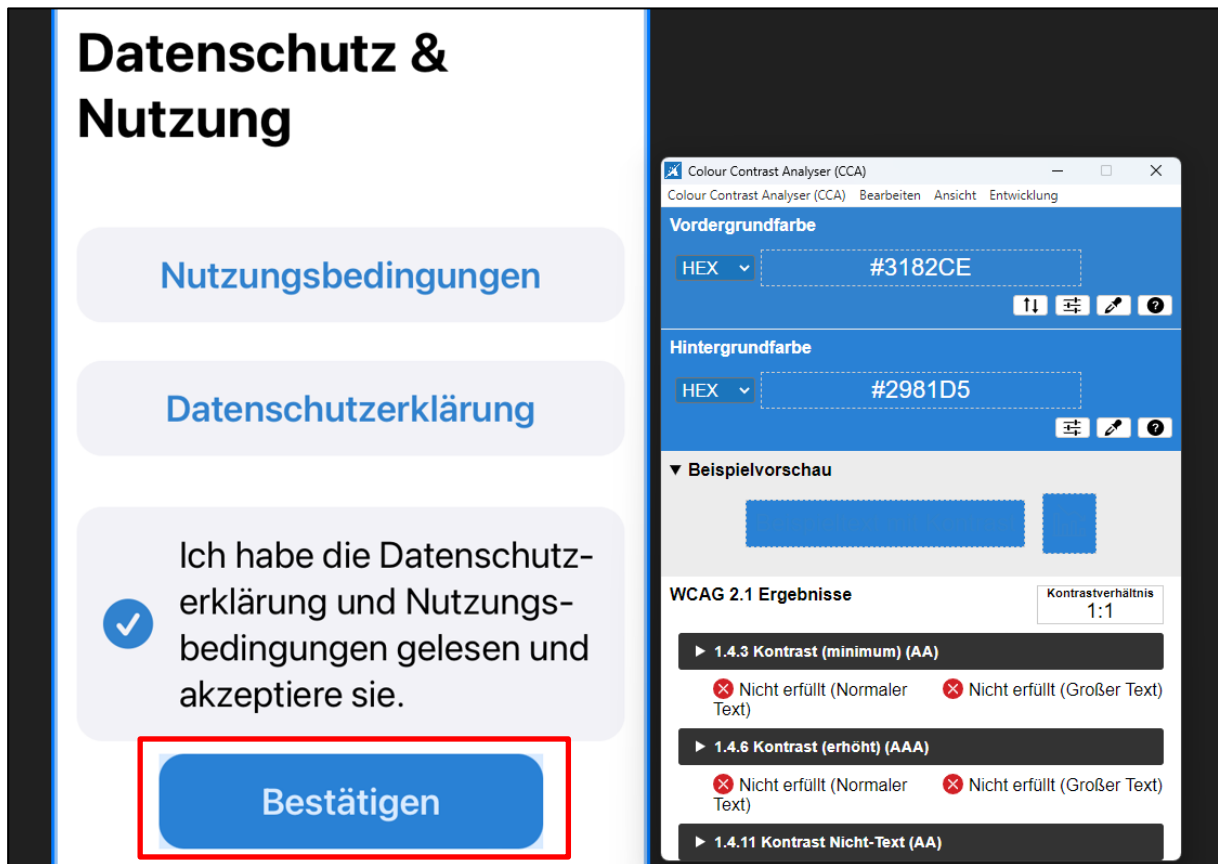 Datenschutz &
Nutzung
Nutzungsbedingungen
Datenschutzerklärung
Ich habe die Datenschutz-
erklärung und Nutzungs-
bedingungen gelesen und
akzeptiere sie.
Bestätigen
Colour Contrast Analyser (CCA)
Colour Contrast Analyser (CCA) Bearbeiten Ansicht Entwicklung
Vordergrundfarbe
HEX #3182CE
Hintergrundfarbe
HEX #2981D5
▼ Beispielvorschau
WCAG 2.1 Ergebnisse
Kontrastverhältnis
1:1
▶ 1.4.3 Kontrast (minimum) (AA)
Nicht erfüllt (Normaler Text)
Nicht erfüllt (Großer Text)
▶ 1.4.6 Kontrast (erhöht) (AAA)
Nicht erfüllt (Normaler Text)
Nicht erfüllt (Großer Text)
▶ 1.4.11 Kontrast Nicht-Text (AA)